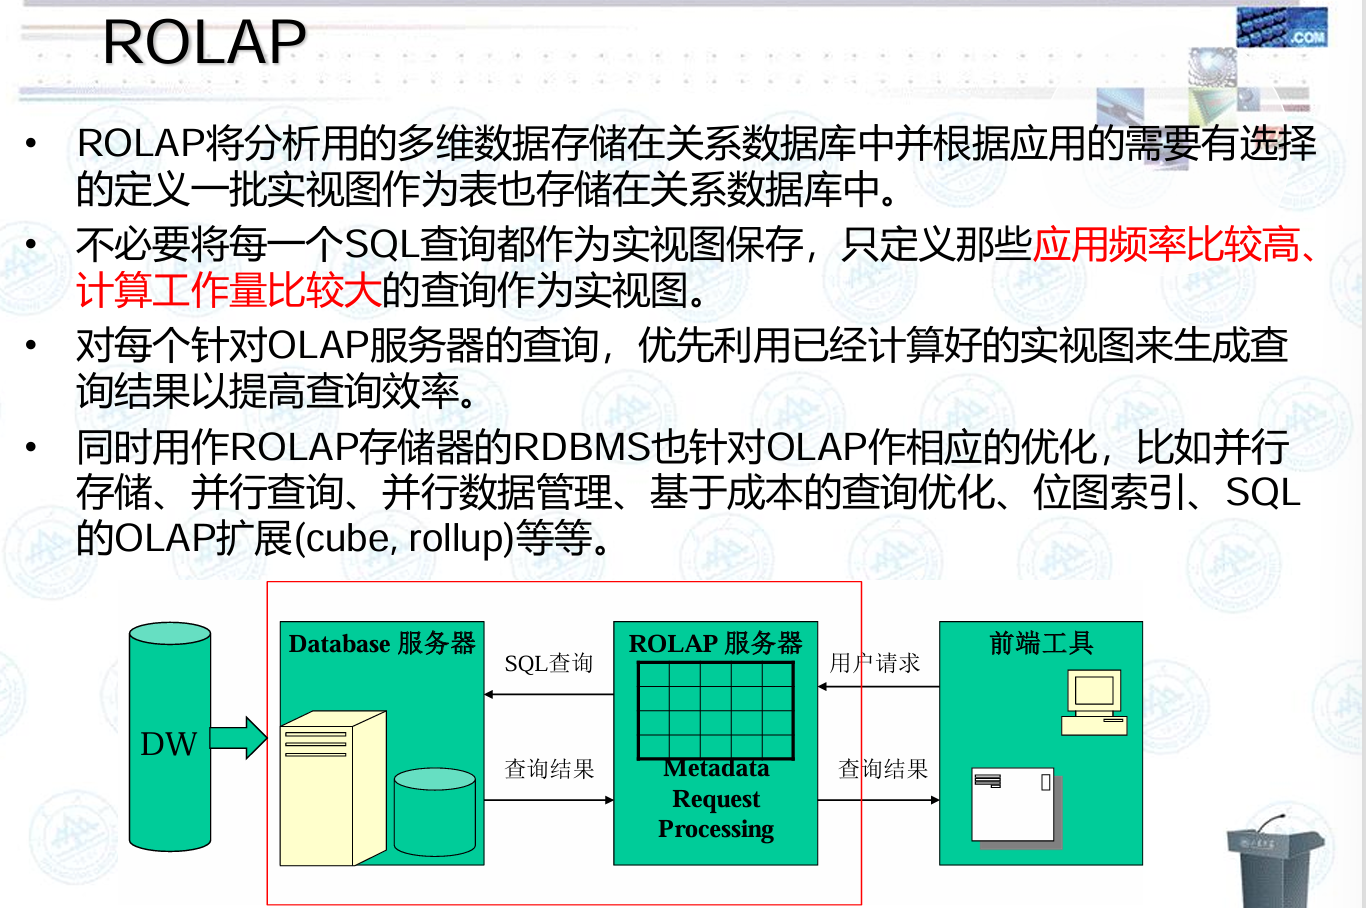 ROLAP
.COM
• ROLAP将分析用的多维数据存储在关系数据库中并根据应用的需要有选择
的定义一批实视图作为表也存储在关系数据库中。
• 不必要将每一个SQL查询都作为实视图保存，只定义那些应用频率比较高、
计算工作量比较大的查询作为实视图。
• 对每个针对OLAP服务器的查询，优先利用已经计算好的实视图来生成查
询结果以提高查询效率。
• 同时用作ROLAP存储器的RDBMS也针对OLAP作相应的优化，比如并行
存储、并行查询、并行数据管理、基于成本的查询优化、位图索引、SQL
的OLAP扩展(cube, rollup)等等。
DW
Database 服务器
SQL查询
查询结果
ROLAP 服务器
Metadata
Request
Processing
用户请求
查询结果
前端工具